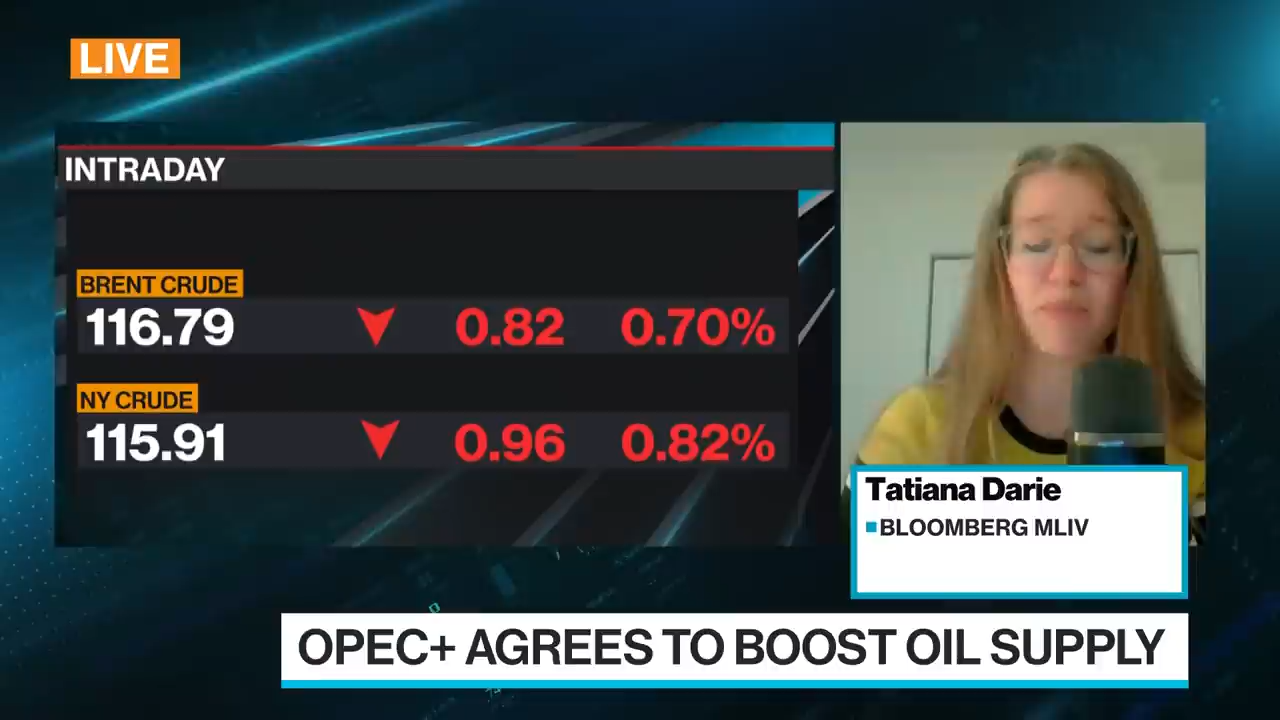 LIVE
INTRADAY
BRENT CRUDE
116.79 0.82 0.70%
NY CRUDE
115.91 0.96 0.82%
Tatiana Darie
BLOOMBERG MLIV
OPEC+ AGREES TO BOOST OIL SUPPLY